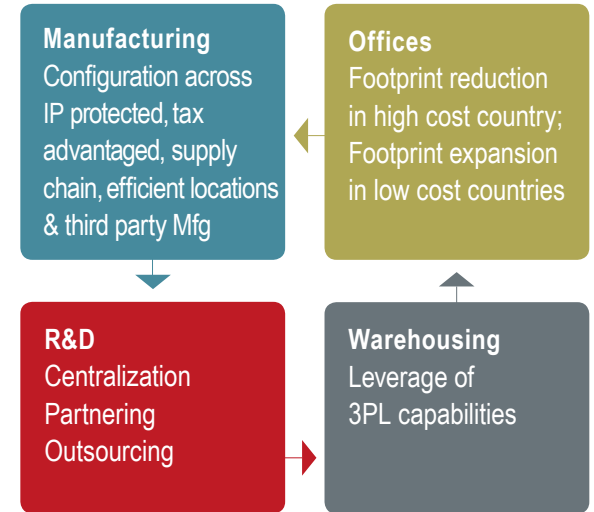 Manufacturing
Configuration across
IP protected, tax
advantaged, supply
chain, efficient locations
& third party Mfg
Offices
Footprint reduction
in high cost country;
Footprint expansion
in low cost countries
R&D
Centralization
Partnering
Outsourcing
Warehousing
Leverage of
3PL capabilities